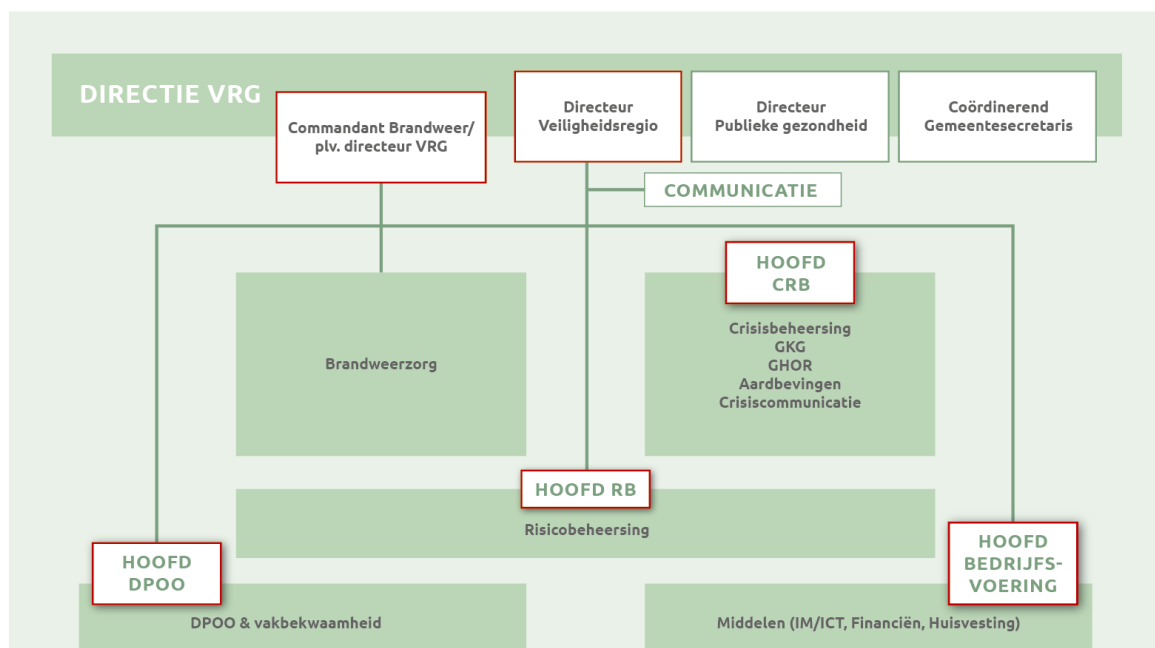 DIRECTIE VRG
Commandant Brandweer/
plv. directeur VRG
Directeur
Veiligheidsregio
Directeur
Publieke gezondheid
Coördinerend
Gemeentesecretaris
COMMUNICATIE
HOOFD
CRB
Brandweerzorg
Crisisbeheersing
GKG
GHOR
Aardbevingen
Crisiscommunicatie
HOOFD RB
Risicobeheersing
HOOFD
DPOO
HOOFD
BEDRIJFS-
VOERING
DPOO & vakbekwaamheid
Middelen (IM/ICT, Financiën, Huisvesting)